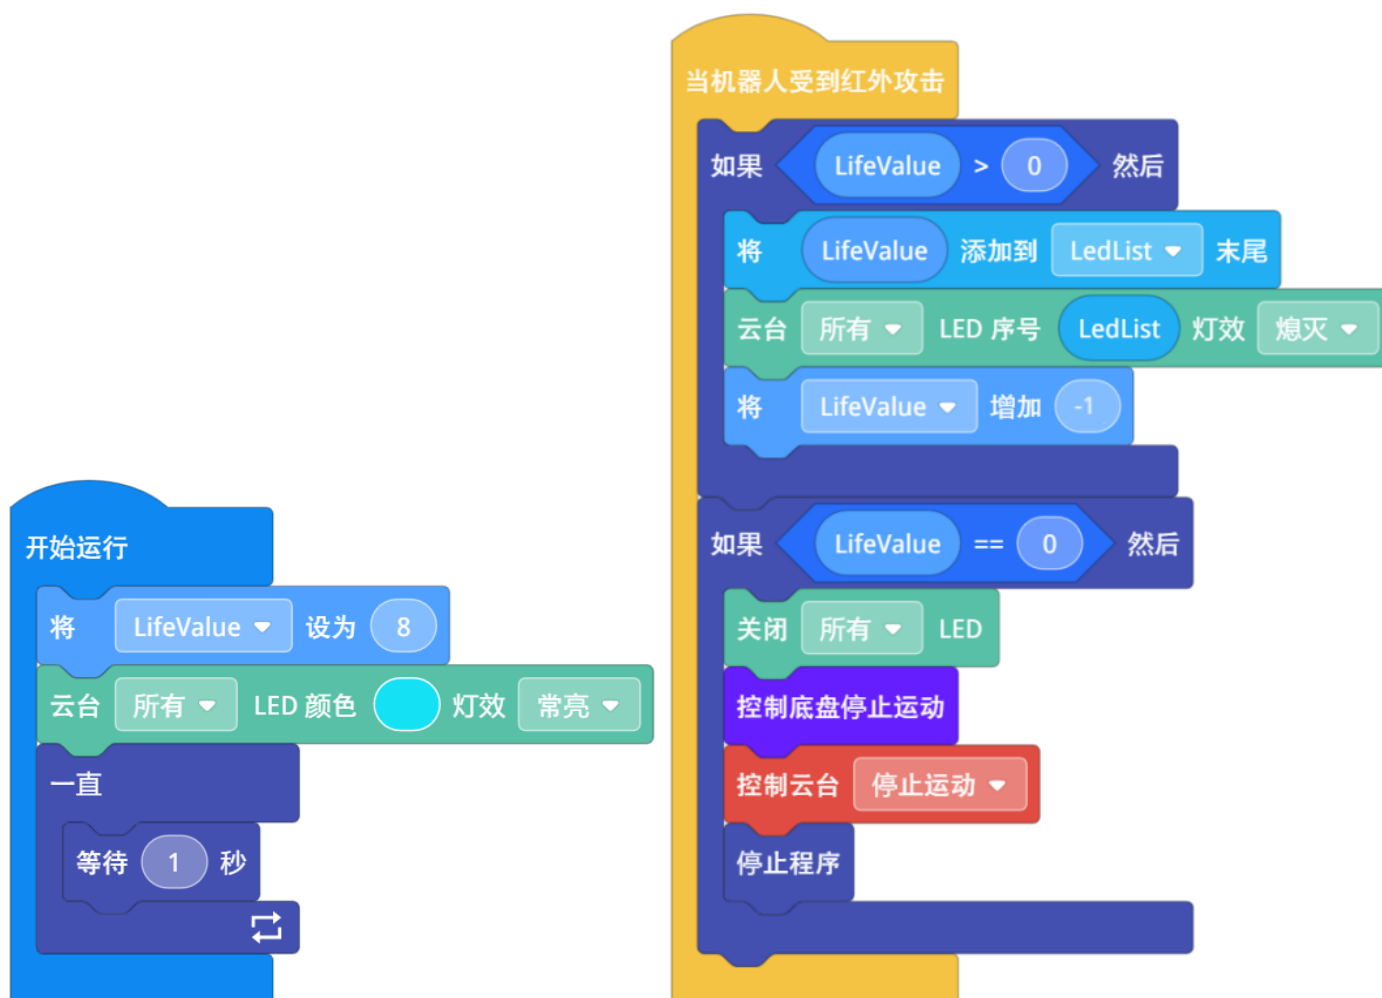 当机器人受到红外攻击
如果 LifeValue > 0 然后
将 LifeValue 添加到 LedList 末尾
云台 所有 LED 序号 LedList 灯效 熄灭
将 LifeValue 增加 -1
如果 LifeValue == 0 然后
关闭 所有 LED
控制底盘停止运动
控制云台 停止运动
停止程序
开始运行
将 LifeValue 设为 8
云台 所有 LED 颜色 灯效 常亮
一直
等待 1 秒